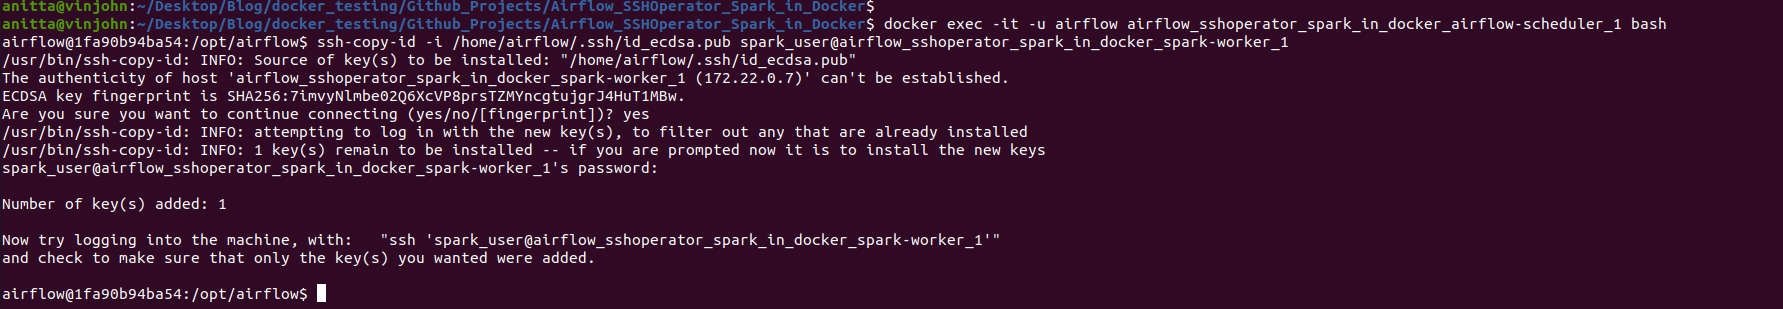 anitta@vinjohn:~/Desktop/Blog/docker_testing/Github_Projects/Airflow_SSHOperator_Spark_in_Docker$
anitta@vinjohn:~/Desktop/Blog/docker_testing/Github_Projects/Airflow_SSHOperator_Spark_in_Docker$ docker exec -it -u airflow airflow_sshoperator_spark_in_docker_airflow-scheduler_1 bash
airflow@1fa90b94ba54:/opt/airflow$ ssh-copy-id -i /home/airflow/.ssh/id_ecdsa.pub spark_user@airflow_sshoperator_spark_in_docker_spark-worker_1
/usr/bin/ssh-copy-id: INFO: Source of key(s) to be installed: "/home/airflow/.ssh/id_ecdsa.pub"
The authenticity of host 'airflow_sshoperator_spark_in_docker_spark-worker_1 (172.22.0.7)' can't be established.
ECDSA key fingerprint is SHA256:7imvyNlmbe02Q6XcVP8prsTZMYncgtujgrJ4HuT1MBw.
Are you sure you want to continue connecting (yes/no/[fingerprint])? yes
/usr/bin/ssh-copy-id: INFO: attempting to log in with the new key(s), to filter out any that are already installed
/usr/bin/ssh-copy-id: INFO: 1 key(s) remain to be installed -- if you are prompted now it is to install the new keys
spark_user@airflow_sshoperator_spark_in_docker_spark-worker_1's password:
Number of key(s) added: 1
Now try logging into the machine, with:   "ssh 'spark_user@airflow_sshoperator_spark_in_docker_spark-worker_1'"
and check to make sure that only the key(s) you wanted were added.
airflow@1fa90b94ba54:/opt/airflow$